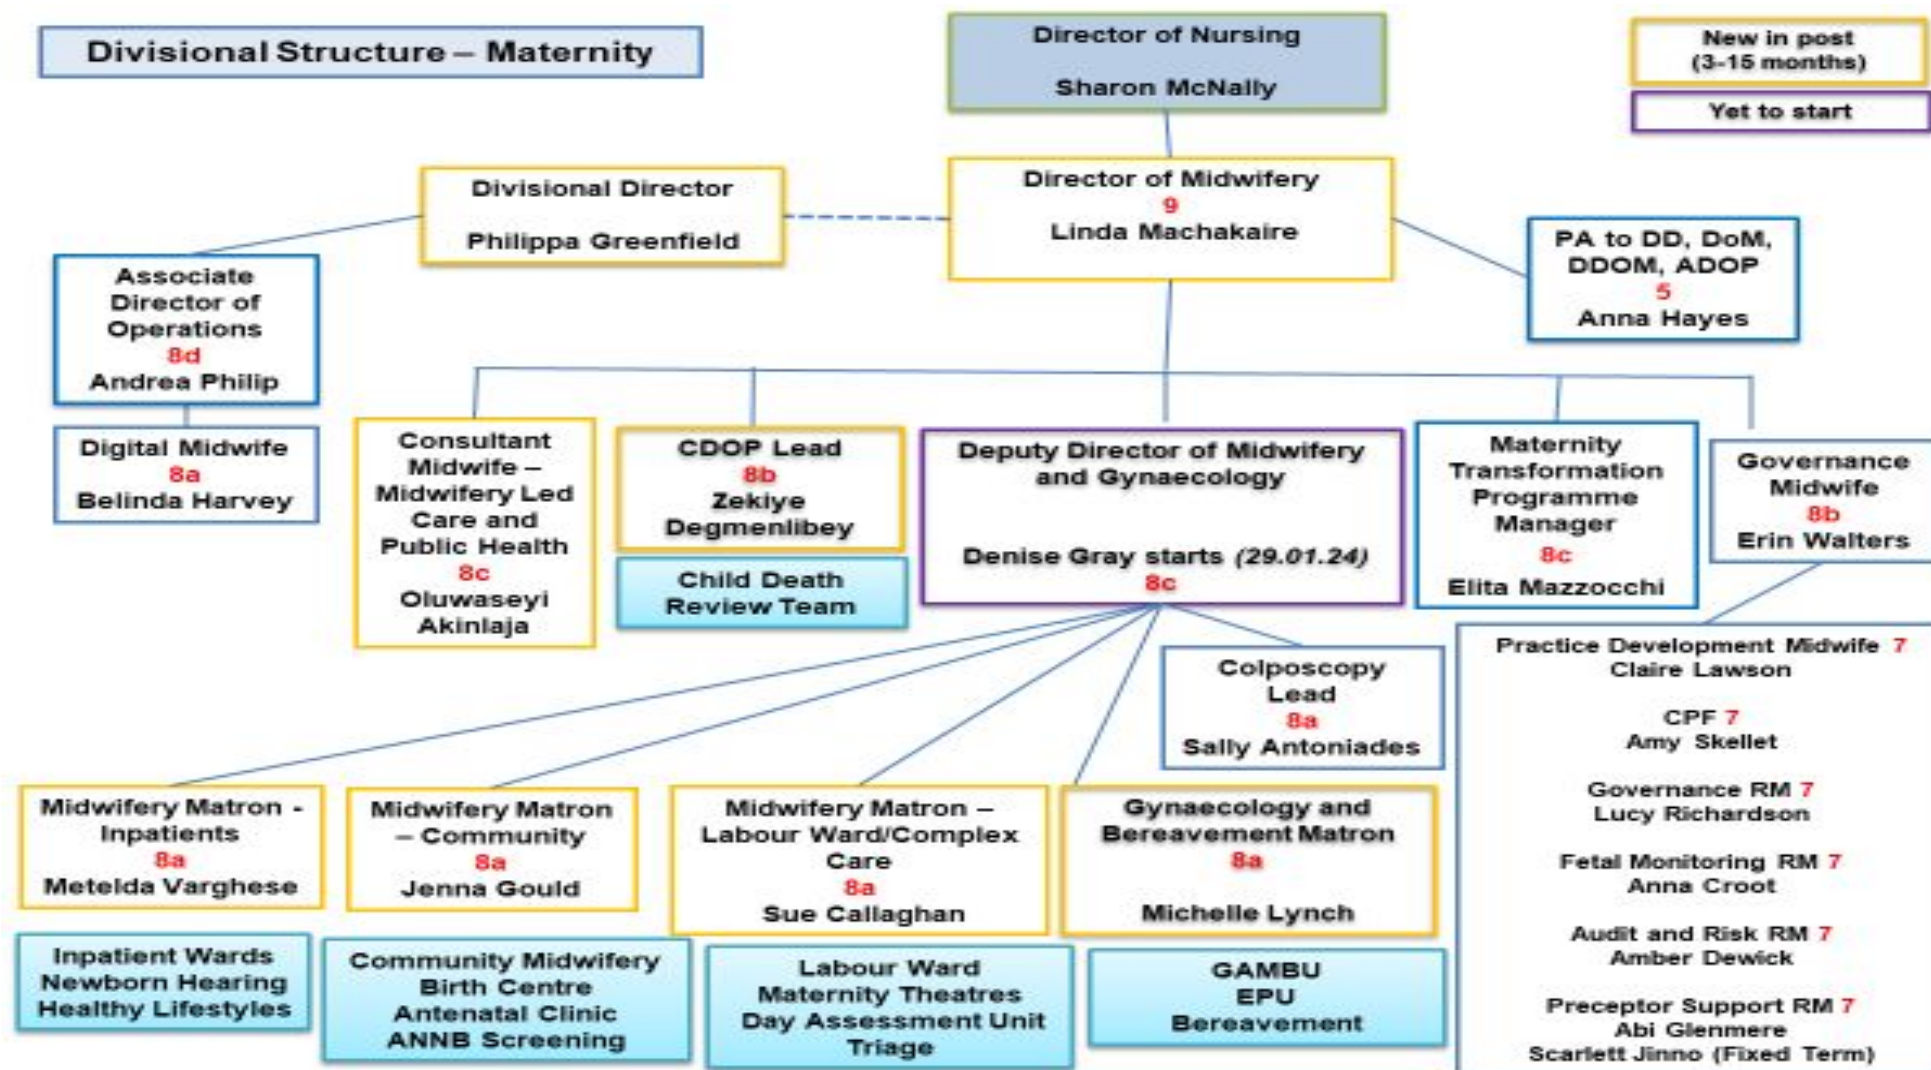 Divisional Structure – Maternity
Director of Nursing
Sharon McNally
New in post
(3-15 months)
Yet to start
Divisional Director
Philippa Greenfield
Director of Midwifery
9
Linda Machakaire
PA to DD, DoM,
DDOM, ADOP
5
Anna Hayes
Associate
Director of
Operations
8d
Andrea Philip
Digital Midwife
8a
Belinda Harvey
Consultant
Midwife –
Midwifery Led
Care and
Public Health
8c
Oluwaseyi
Akinlaja
CDOP Lead
8b
Zekiye
Degmenlibey
Child Death
Review Team
Deputy Director of Midwifery
and Gynaecology
Denise Gray starts (29.01.24)
8c
Maternity
Transformation
Programme
Manager
8c
Elita Mazzocchi
Governance
Midwife
8b
Erin Walters
Colposcopy
Lead
8a
Sally Antoniades
Practice Development Midwife 7
Claire Lawson
CPF 7
Amy Skellet
Governance RM 7
Lucy Richardson
Fetal Monitoring RM 7
Anna Croot
Audit and Risk RM 7
Amber Dewick
Preceptor Support RM 7
Abi Glenmere
Scarlett Jinno (Fixed Term)
Midwifery Matron -
Inpatients
8a
Metelda Varghese
Inpatient Wards
Newborn Hearing
Healthy Lifestyles
Midwifery Matron
– Community
8a
Jenna Gould
Community Midwifery
Birth Centre
Antenatal Clinic
ANNB Screening
Midwifery Matron –
Labour Ward/Complex
Care
8a
Sue Callaghan
Labour Ward
Maternity Theatres
Day Assessment Unit
Triage
Gynaecology and
Bereavement Matron
8a
Michelle Lynch
GAMBU
EPU
Bereavement